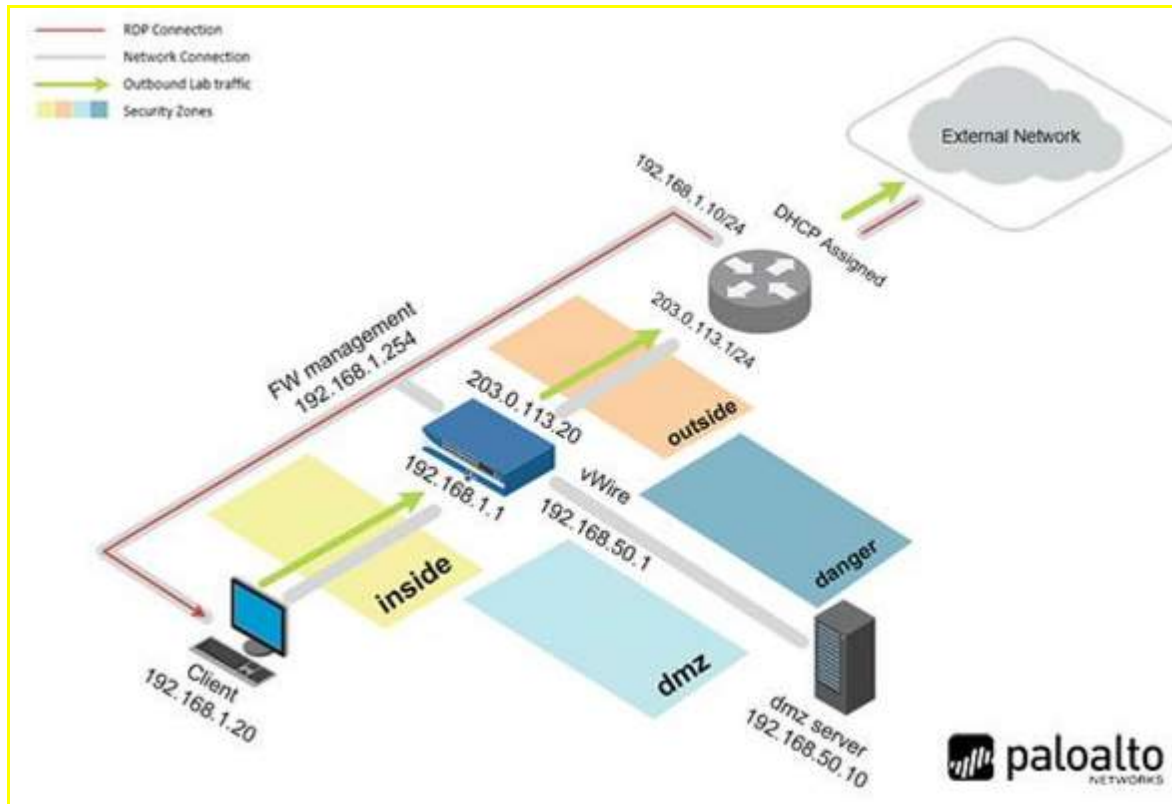 RDP Connection
Network Connection
Outbound Lab traffic
Security Zones
External Network
192.168.1.10/24
DHCP Assigned
203.0.113.1/24
FW management
192.168.1.254
203.0.113.20
outside
192.168.1.1
vWire
192.168.50.1
danger
inside
dmz
Client
192.168.1.20
dmz server
192.168.50.10
paloalto
NETWORKS